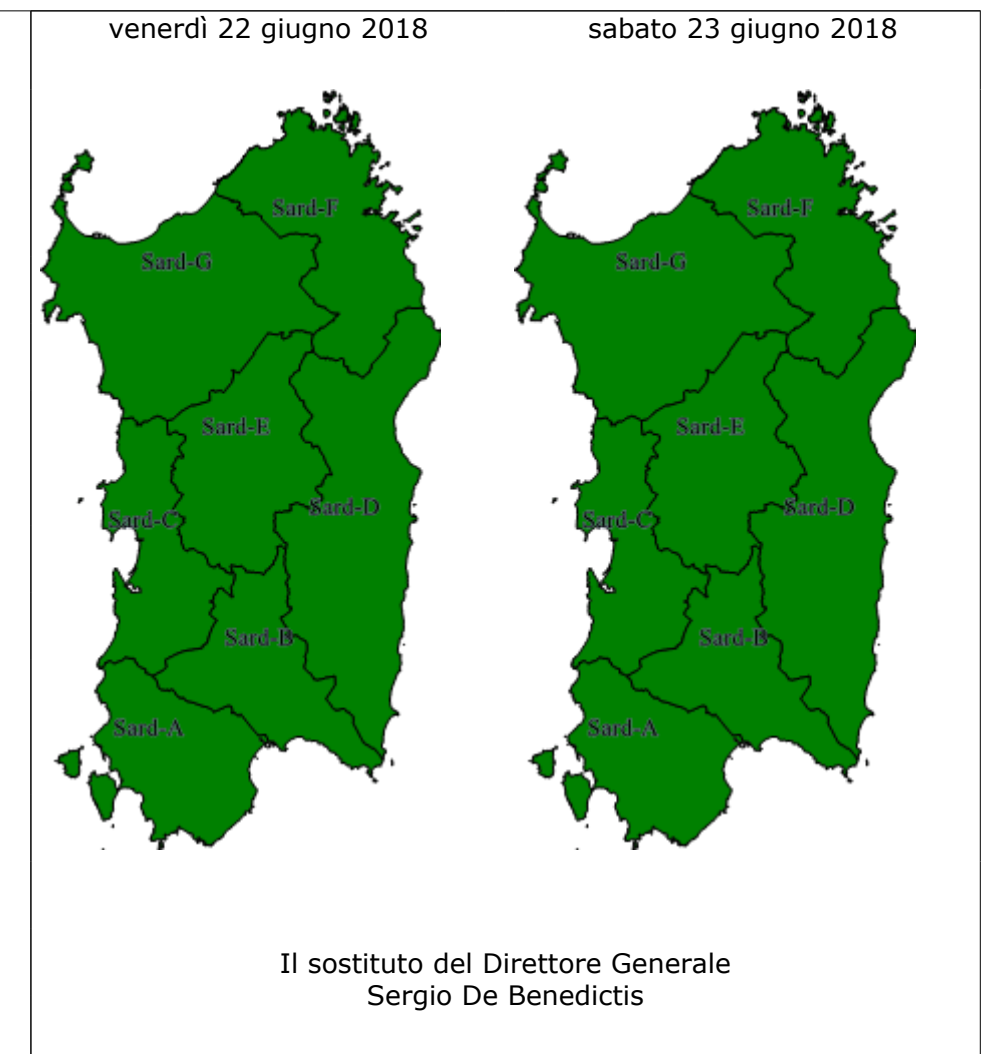 venerdì 22 giugno 2018
sabato 23 giugno 2018
Sard-F
Sard-G
Sard-E
Sard-D
Sard-C
Sard-B
Sard-A
Sard-F
Sard-G
Sard-E
Sard-D
Sard-C
Sard-B
Sard-A
Il sostituto del Direttore Generale
Sergio De Benedictis